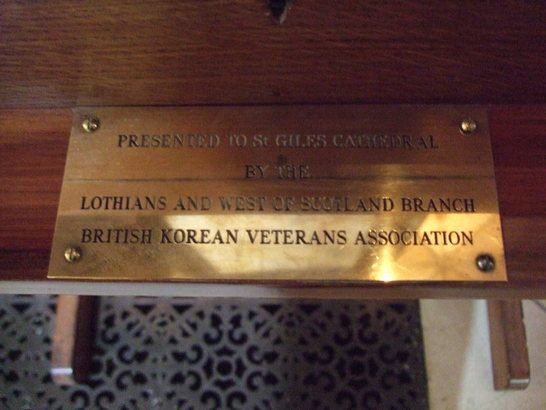 PRESENTED TO St GILES CATHEDRAL
BY THE
LOTHIANS AND WEST OF SCOTLAND BRANCH
BRITISH KOREAN VETERANS ASSOCIATION